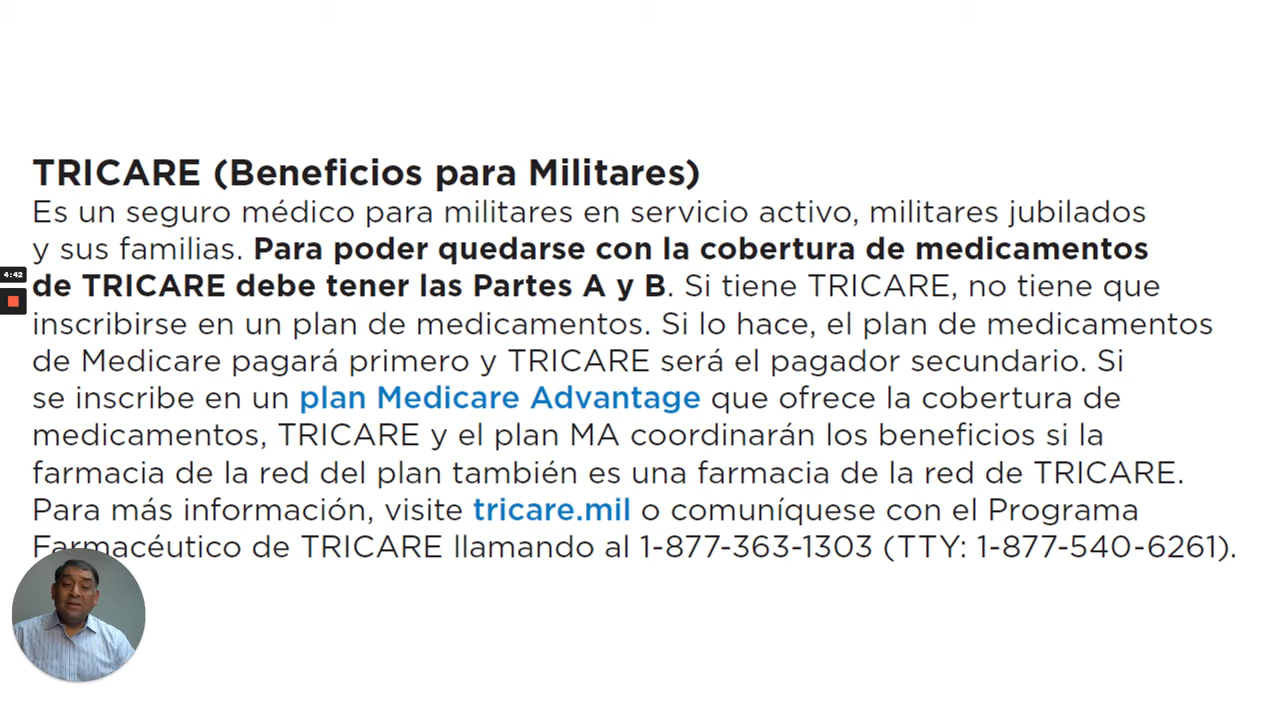 TRICARE (Beneficios para Militares)
Es un seguro médico para militares en servicio activo, militares jubilados
y sus familias. Para poder quedarse con la cobertura de medicamentos
de TRICARE debe tener las Partes A y B. Si tiene TRICARE, no tiene que
inscribirse en un plan de medicamentos. Si lo hace, el plan de medicamentos
de Medicare pagará primero y TRICARE será el pagador secundario. Si
se inscribe en un plan Medicare Advantage que ofrece la cobertura de
medicamentos, TRICARE y el plan MA coordinarán los beneficios si la
farmacia de la red del plan también es una farmacia de la red de TRICARE.
Para más información, visite tricare.mil o comuníquese con el Programa
Farmacéutico de TRICARE llamando al 1-877-363-1303 (TTY: 1-877-540-6261).
4:42